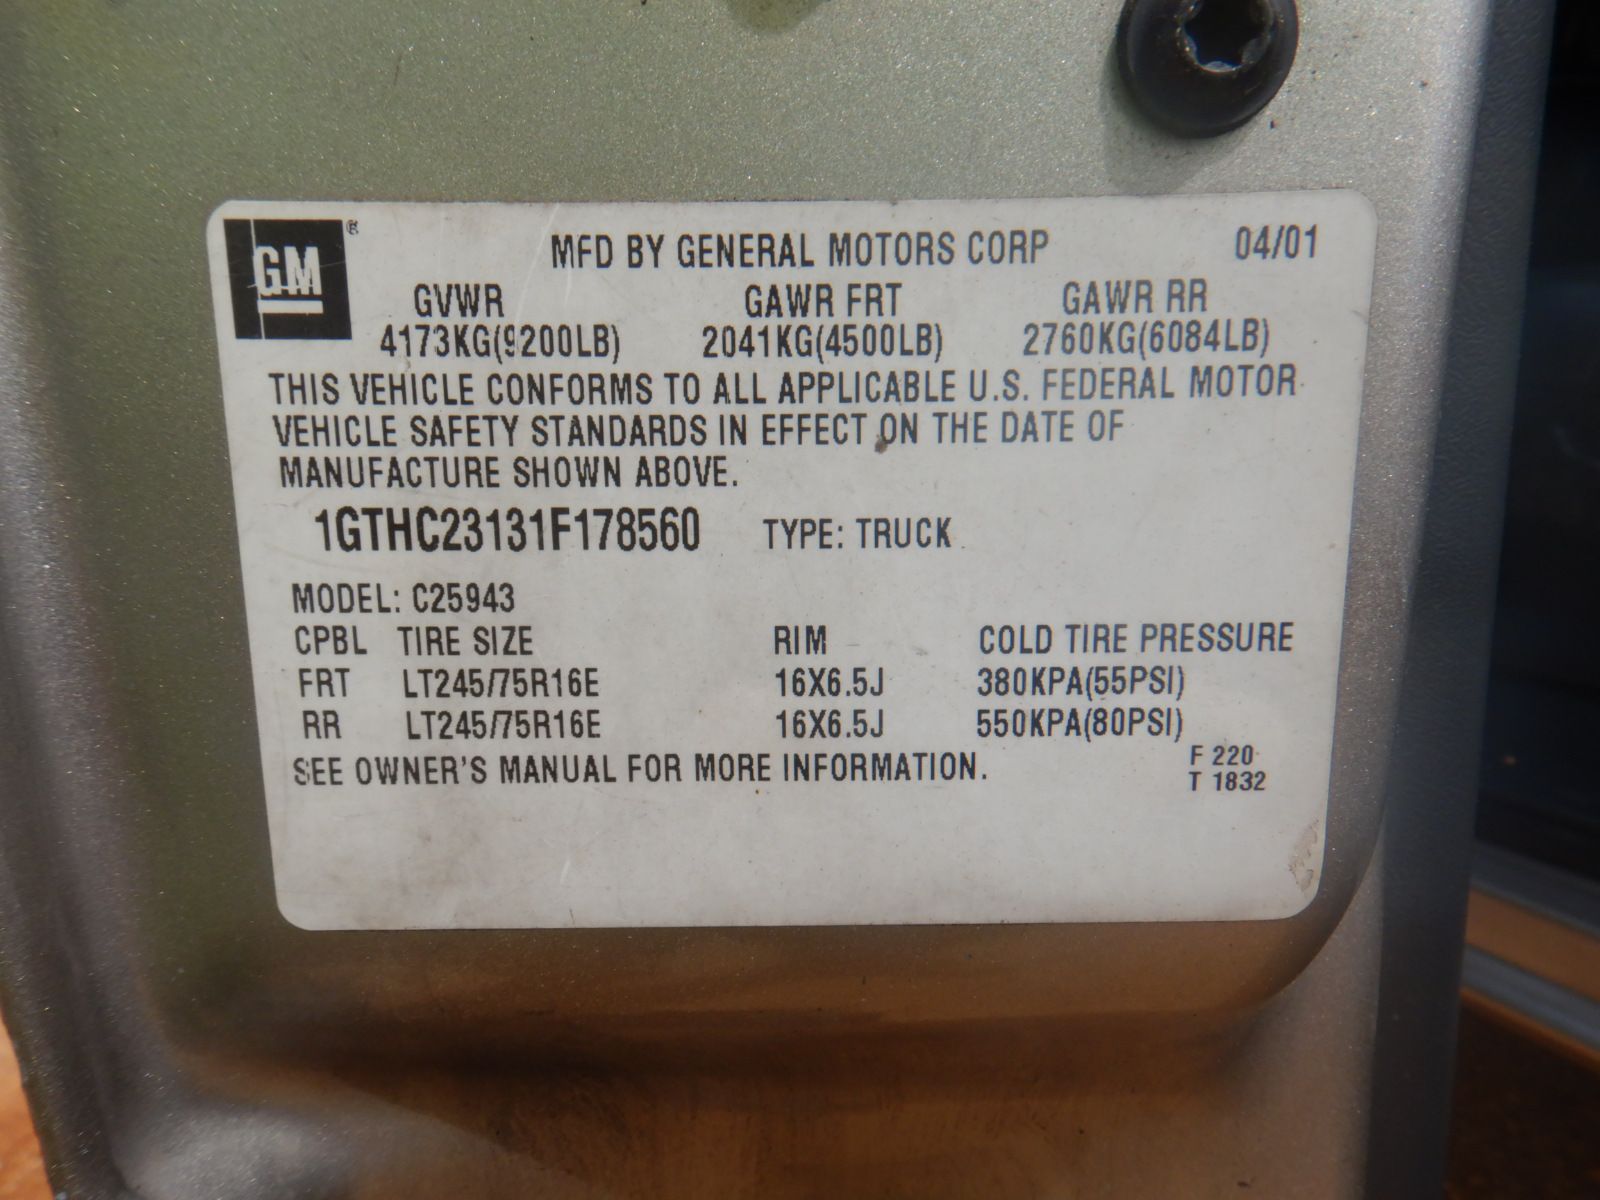 GM ®
MFD BY GENERAL MOTORS CORP 04/01
GVWR GAWR FRT GAWR RR
4173KG(9200LB) 2041KG(4500LB) 2760KG(6084LB)
THIS VEHICLE CONFORMS TO ALL APPLICABLE U.S. FEDERAL MOTOR
VEHICLE SAFETY STANDARDS IN EFFECT ON THE DATE OF
MANUFACTURE SHOWN ABOVE.
1GTHC23131F178560 TYPE: TRUCK
MODEL: C25943
CPBL TIRE SIZE RIM COLD TIRE PRESSURE
FRT LT245/75R16E 16X6.5J 380KPA(55PSI)
RR LT245/75R16E 16X6.5J 550KPA(80PSI)
SEE OWNER'S MANUAL FOR MORE INFORMATION.
F 220
T 1832